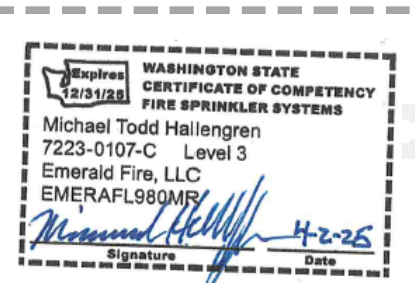 Expires
12/31/25
WASHINGTON STATE
CERTIFICATE OF COMPETENCY
FIRE SPRINKLER SYSTEMS
Michael Todd Hallengren
7223-0107-C Level 3
Emerald Fire, LLC
EMERAFL980MR
4-2-25
Signature
Date